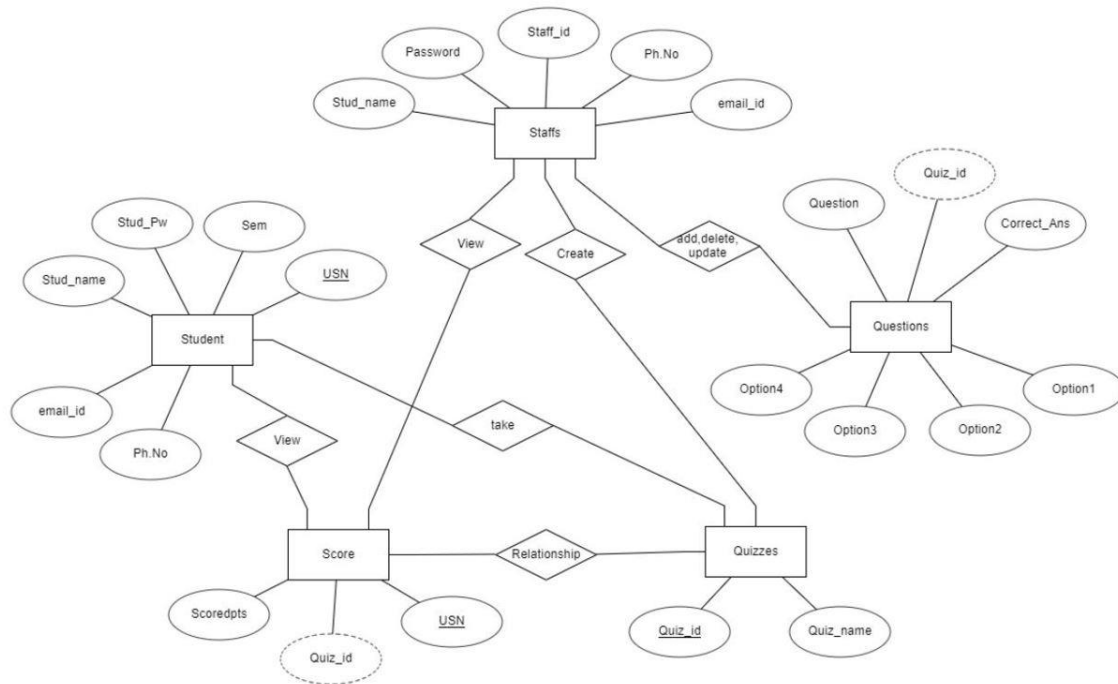 Staff_id
Password
Ph.No
Stud_name
email_id
Staffs
Quiz_id
Question
Correct_Ans
Stud_Pw
Sem
View
Create
add,delete,
update
Stud_name
USN
Student
Questions
email_id
Ph.No
Option4
Option1
Option3
Option2
View
take
Score
Relationship
Quizzes
Scoredpts
USN
Quiz_id
Quiz_id
Quiz_name